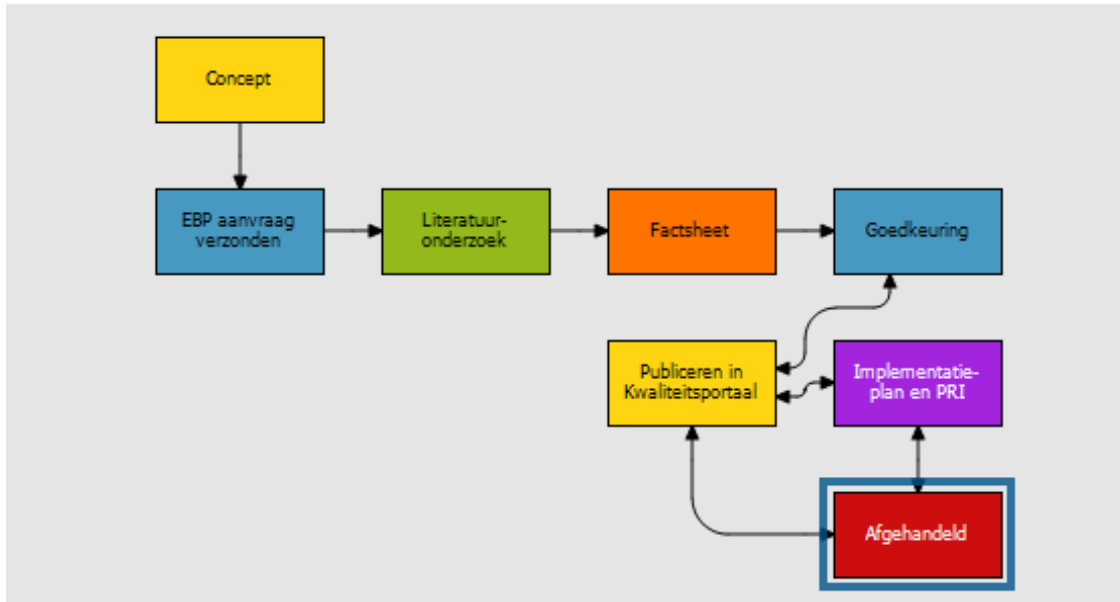 Concept
EBP aanvraag
verzonden
Literatuur-
onderzoek
Factsheet
Goedkeuring
Publiceren in
Kwaliteitsportaal
Implementatie-
plan en PRI
Afgehandeld